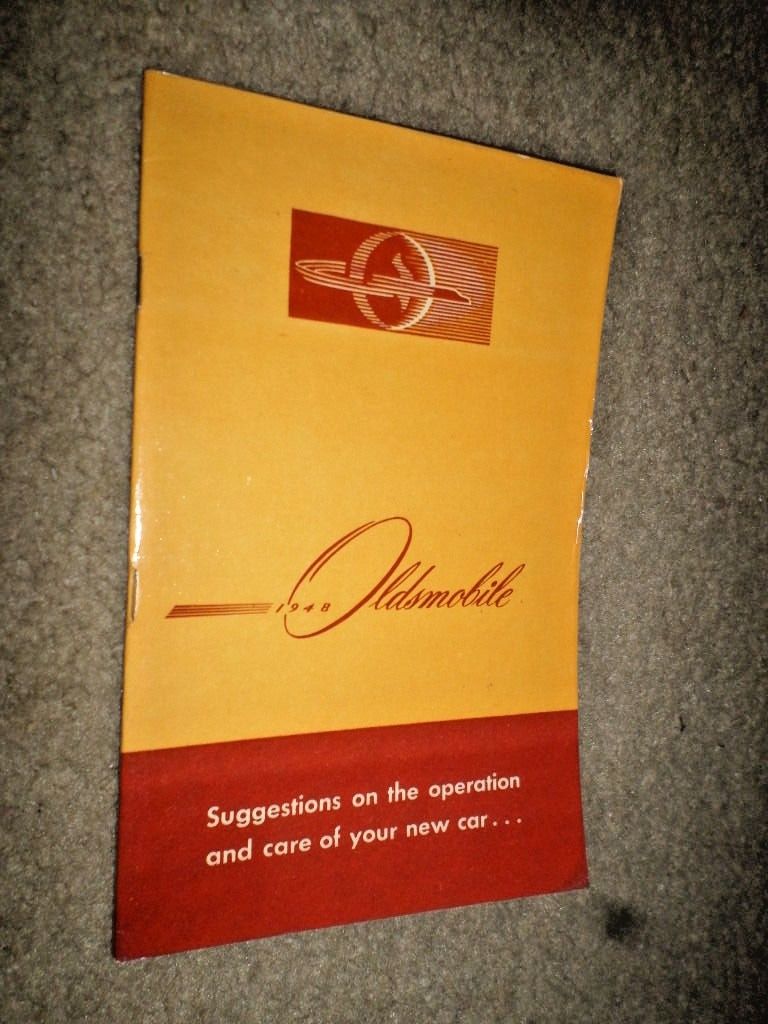 1948 Oldsmobile
Suggestions on the operation
and care of your new car...